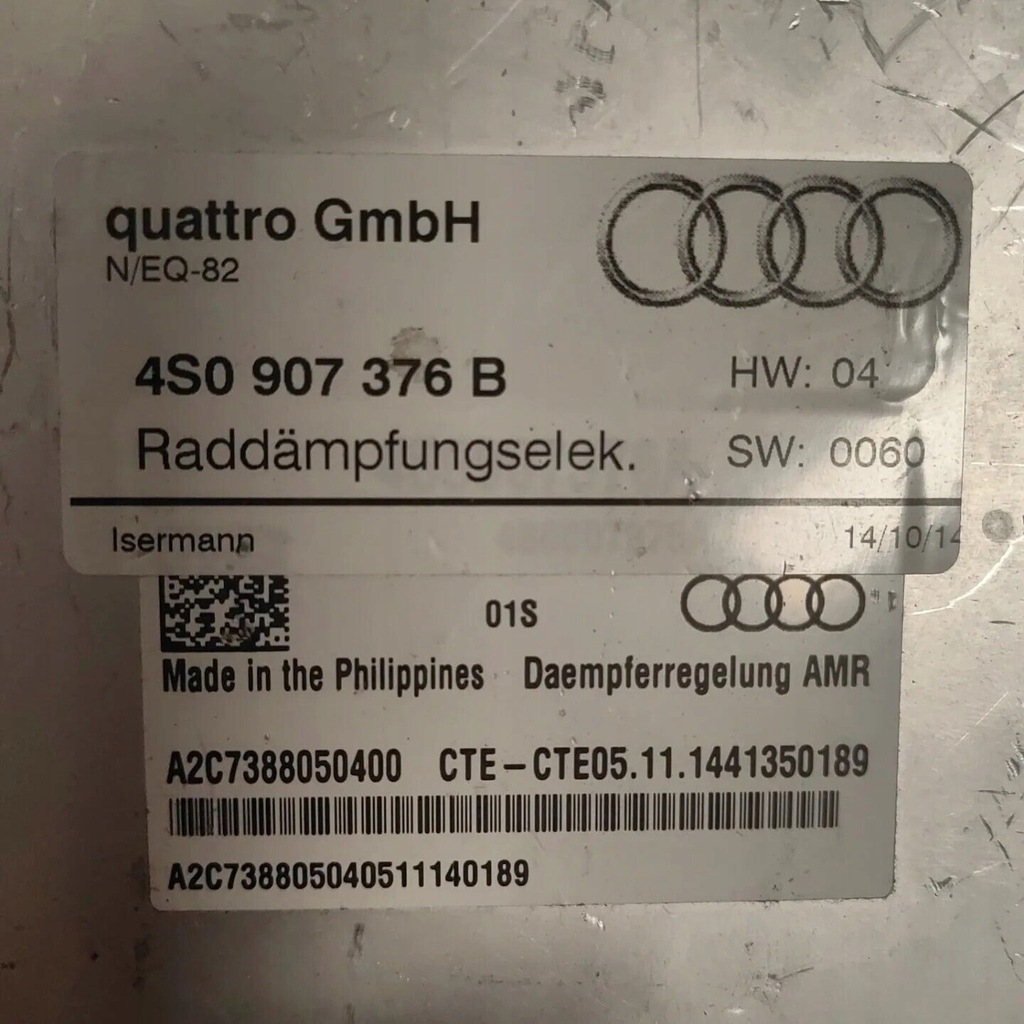 quattro GmbH
N/EQ-82
4S0 907 376 B HW: 04
Raddämpfungselek. SW: 0060
Isermann 14/10/14
01S
Made in the Philippines Daempferregelung AMR
A2C7388050400 CTE-CTE05.11.1441350189
A2C738805040511140189